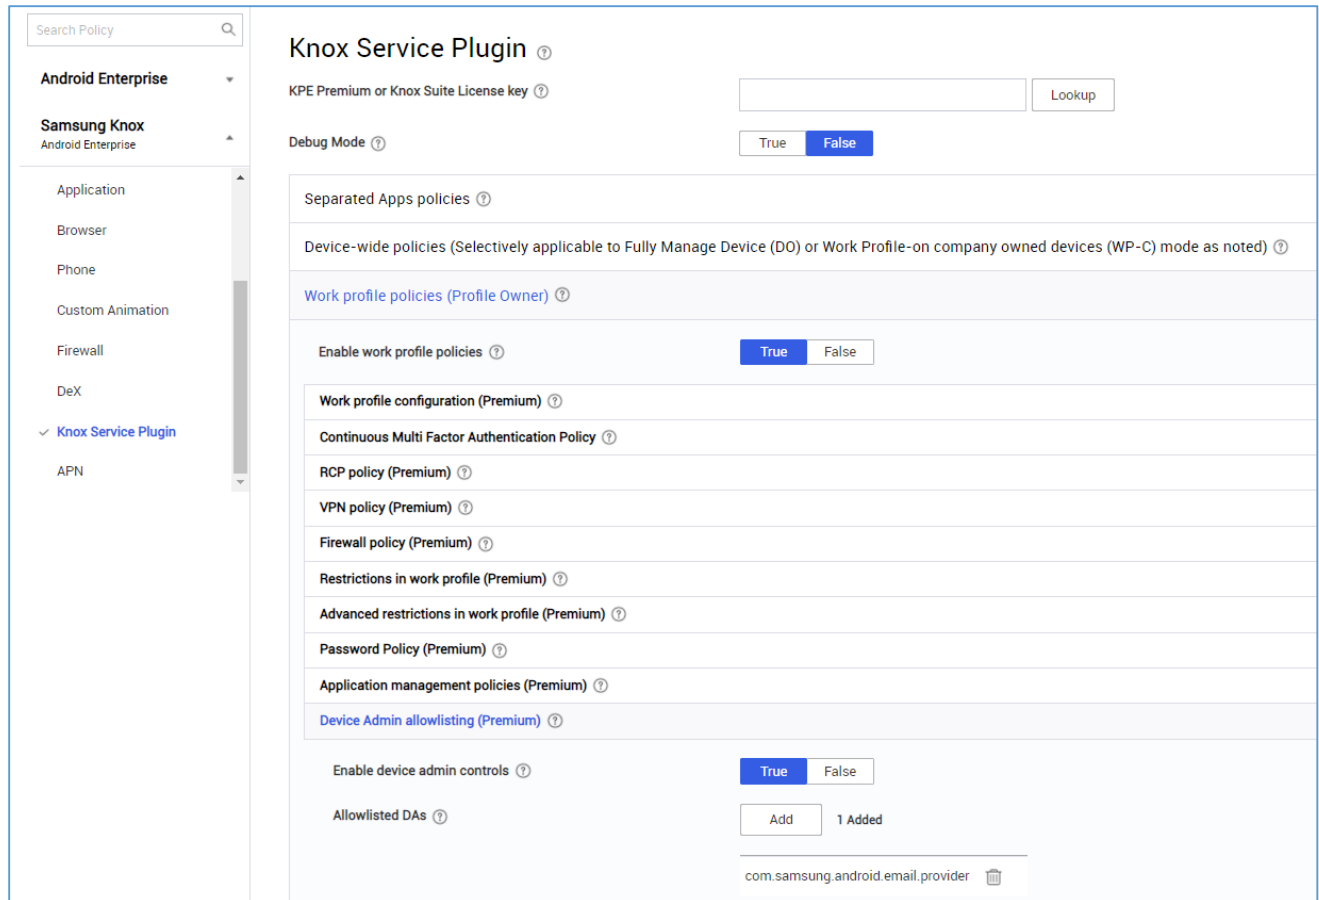 Search Policy
Android Enterprise
Samsung Knox
Android Enterprise
Application
Browser
Phone
Custom Animation
Firewall
DeX
Knox Service Plugin
APN
Knox Service Plugin
KPE Premium or Knox Suite License key
Lookup
Debug Mode
True False
Separated Apps policies
Device-wide policies (Selectively applicable to Fully Manage Device (DO) or Work Profile-on company owned devices (WP-C) mode as noted)
Work profile policies (Profile Owner)
Enable work profile policies
True False
Work profile configuration (Premium)
Continuous Multi Factor Authentication Policy
RCP policy (Premium)
VPN policy (Premium)
Firewall policy (Premium)
Restrictions in work profile (Premium)
Advanced restrictions in work profile (Premium)
Password Policy (Premium)
Application management policies (Premium)
Device Admin allowlisting (Premium)
Enable device admin controls
True False
Allowlisted DAs
Add 1 Added
com.samsung.android.email.provider